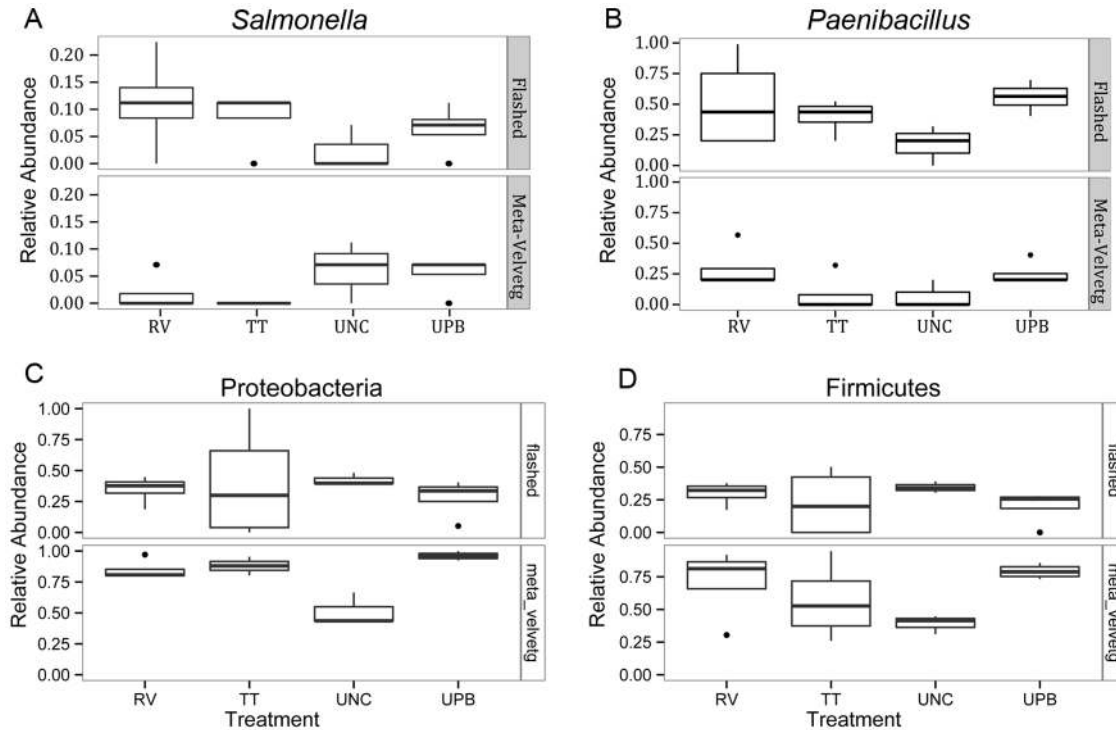 A
Salmonella
Relative Abundance
0.20
0.15
0.10
0.05
0.00
Flashed
0.20
0.15
0.10
0.05
0.00
Meta-Velvetg
RV
TT
UNC
UPB
B
Paenibacillus
Relative Abundance
1.00
0.75
0.50
0.25
0.00
Flashed
1.00
0.75
0.50
0.25
0.00
Meta-Velvetg
RV
TT
UNC
UPB
C
Proteobacteria
Relative Abundance
1.00
0.75
0.50
0.25
0.00
flashed
1.00
0.75
0.50
0.25
0.00
meta_velvetg
RV
TT
UNC
UPB
Treatment
D
Firmicutes
Relative Abundance
0.75
0.50
0.25
0.00
flashed
0.75
0.50
0.25
0.00
meta_velvetg
RV
TT
UNC
UPB
Treatment